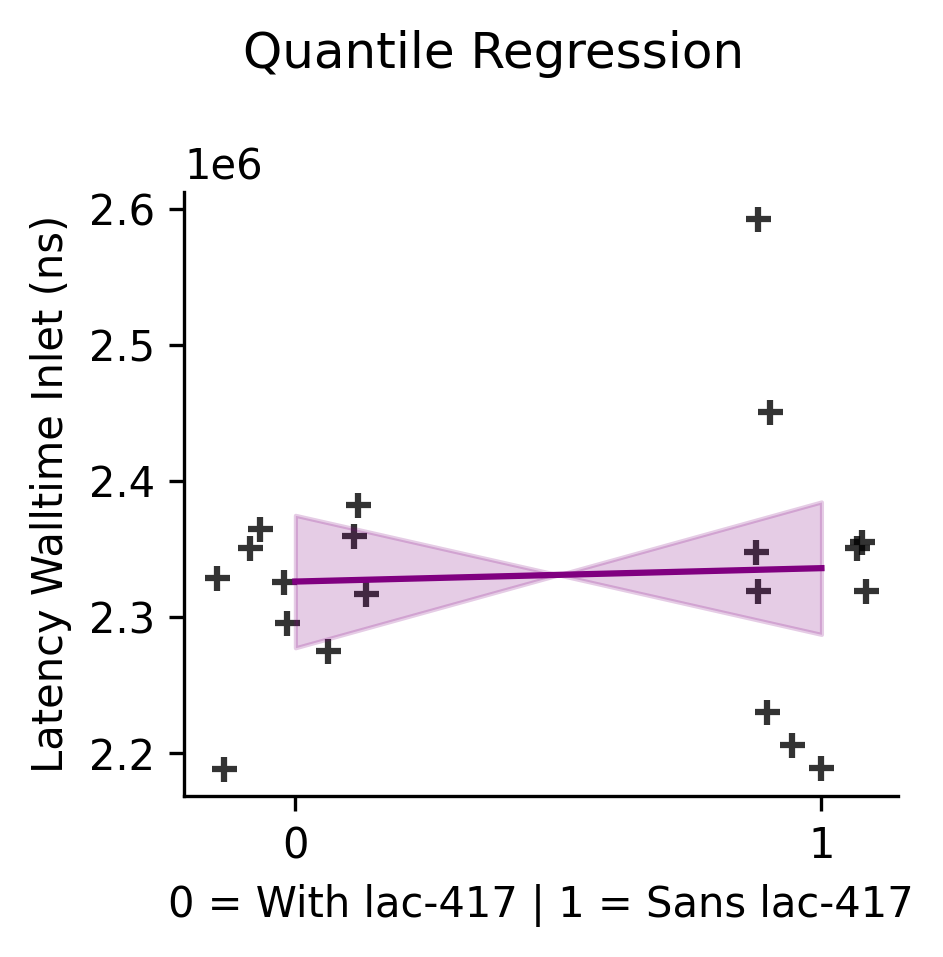 Quantile Regression
1e6
2.6
2.5
2.4
2.3
2.2
Latency Walltime Inlet (ns)
0 1
0 = With lac-417 | 1 = Sans lac-417